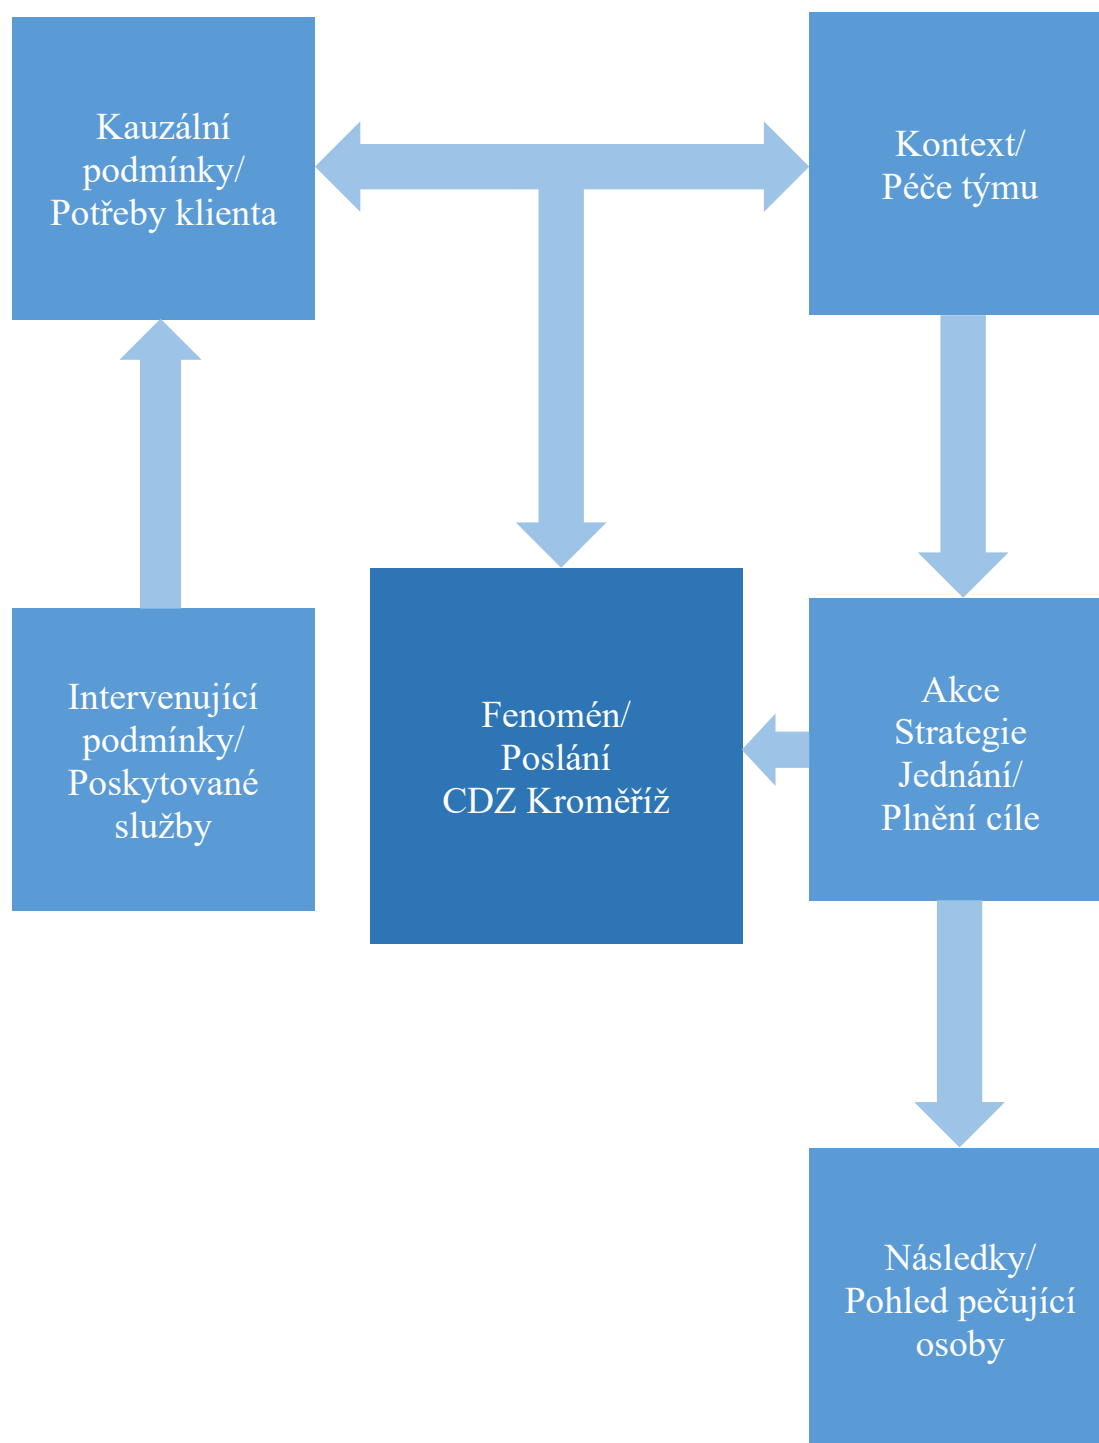 Kauzální
podmínky/
Potřeby klienta
Kontext/
Péče týmu
Intervenující
podmínky/
Poskytované
služby
Fenomén/
Poslání
CDZ Kroměříž
Akce
Strategie
Jednání/
Plnění cíle
Následky/
Pohled pečující
osoby